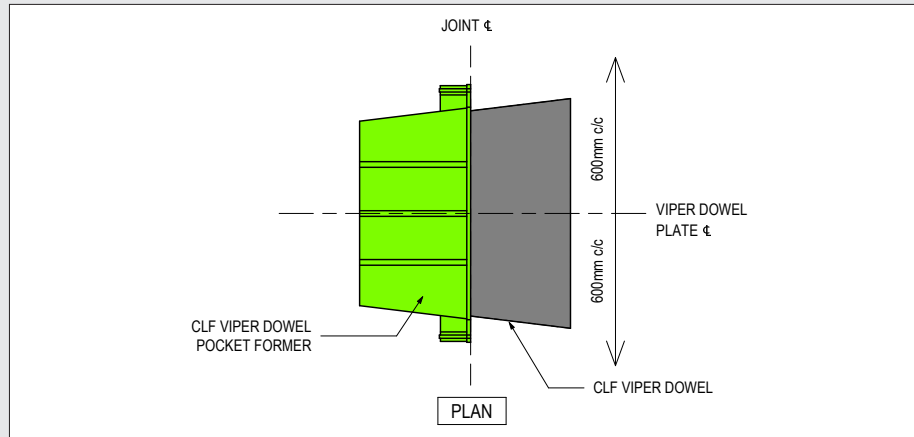 JOINT ℄
600mm c/c
VIPER DOWEL
PLATE ℄
600mm c/c
CLF VIPER DOWEL
POCKET FORMER
CLF VIPER DOWEL
PLAN